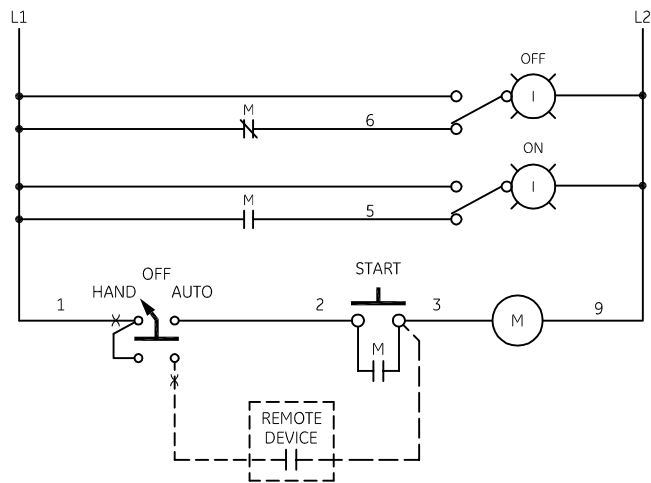 L1 L2
OFF
I
M
6
ON
I
M
5
OFF
HAND AUTO
START
1 2 3 9
M
M
REMOTE
DEVICE